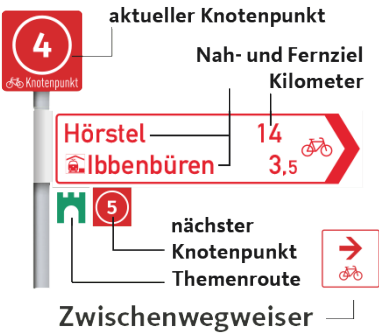 aktueller Knotenpunkt
4
Knotenpunkt
Nah- und Fernziel
Kilometer
Hörstel 14
Ibbenbüren 3,5
5
nächster
Knotenpunkt
Themenroute
Zwischenwegweiser